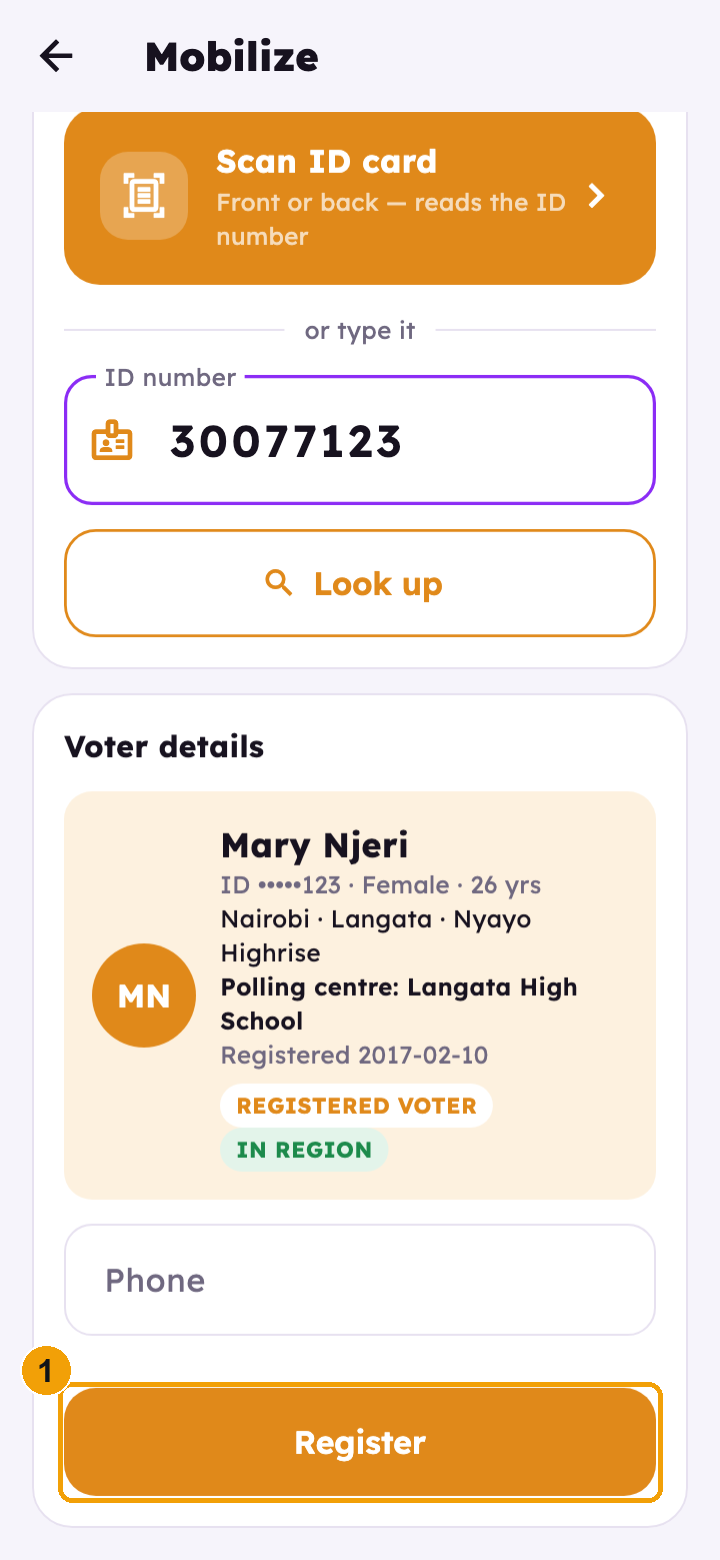 Mobilize
Scan ID card
Front or back — reads the ID
number
or type it
ID number
30077123
Look up
Voter details
Mary Njeri
ID •••••123 · Female · 26 yrs
Nairobi · Langata · Nyayo
Highrise
MN
Polling centre: Langata High
School
Registered 2017-02-10
REGISTERED VOTER
IN REGION
Phone
1
Register